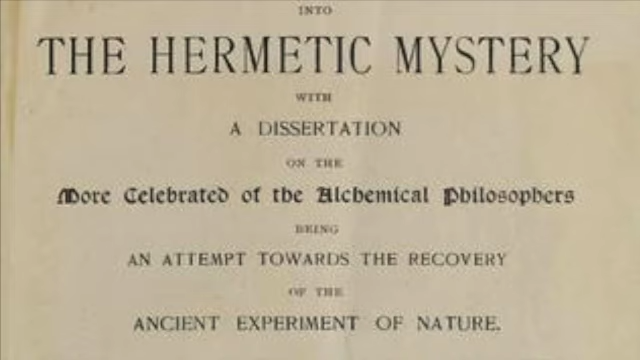 INTO
THE HERMETIC MYSTERY
WITH
A DISSERTATION
ON THE
More Celebrated of the Alchemical Philosophers
BEING
AN ATTEMPT TOWARDS THE RECOVERY
OF THE
ANCIENT EXPERIMENT OF NATURE.